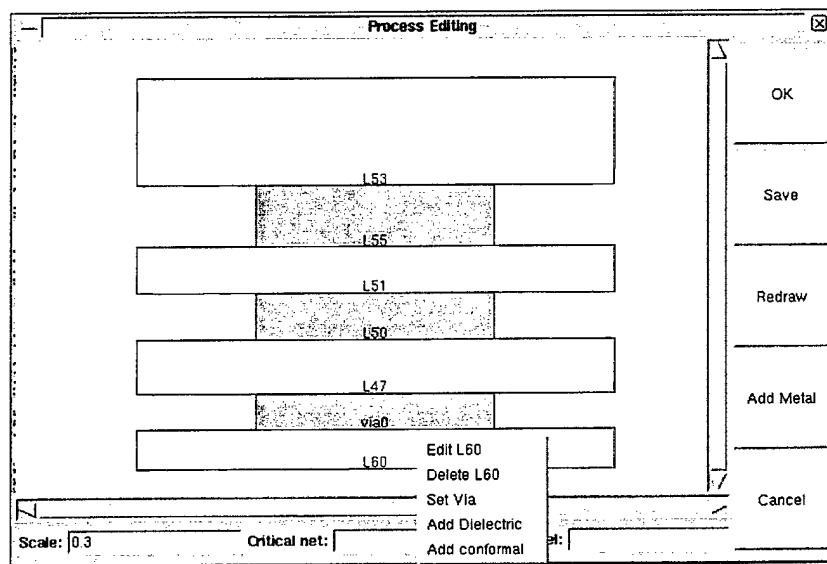 Process Editing
OK
L53
Save
L55
L51
Redraw
L50
L47
Add Metal
via0
L60
Edit L60
Delete L60
Set Via
Add Dielectric
Add conformal
Cancel
Scale: 0.3
Critical net:
el: